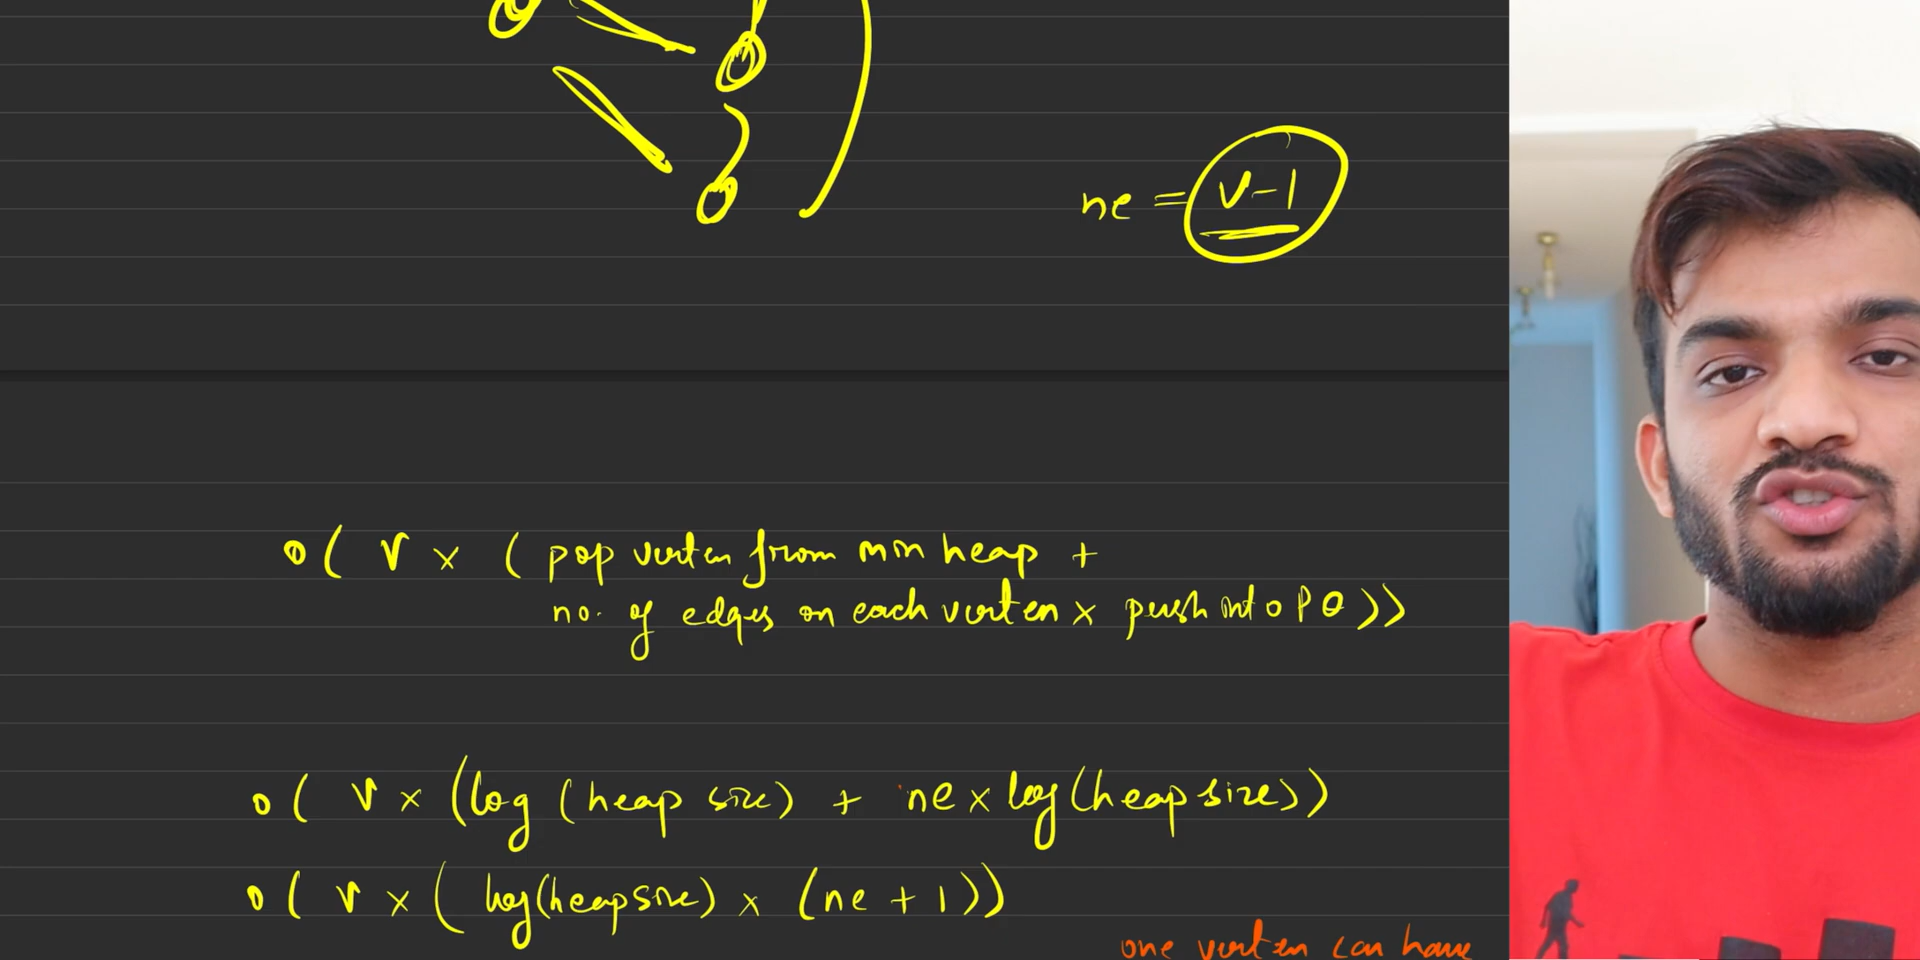 ne = v-1
O( V x ( pop vertex from min heap +
no. of edges on each vertex x push into PQ ))
O( V x (log (heap size) + ne x log(heap size))
O( V x ( log(heapsize) x (ne + 1))
one vertex can have